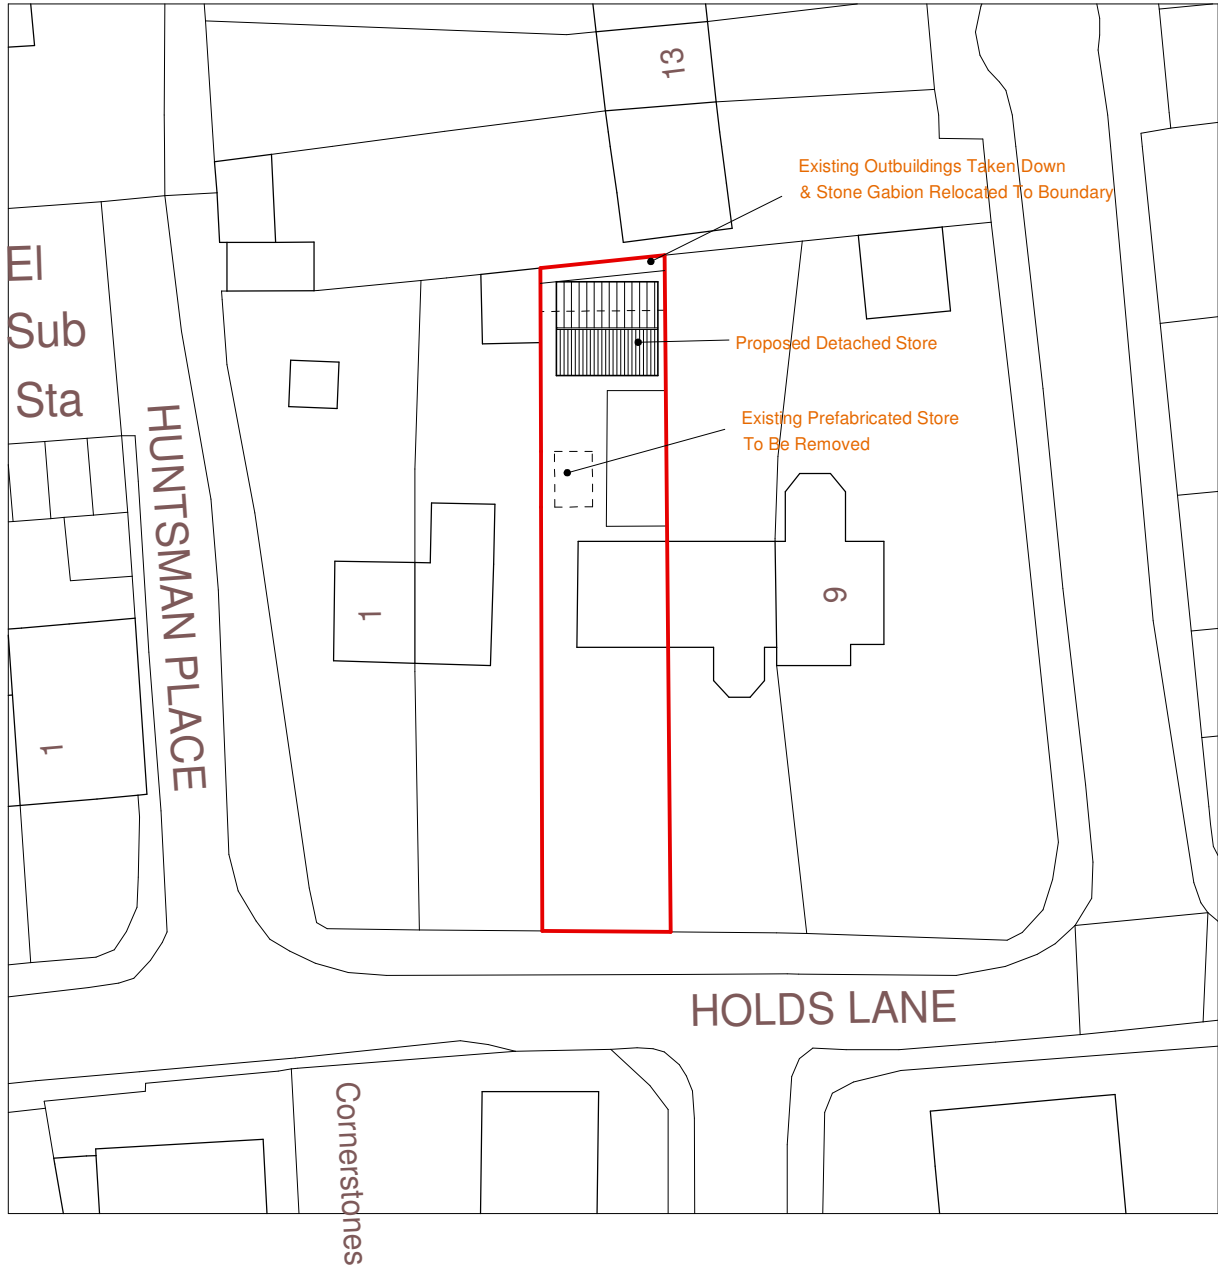 13
Existing Outbuildings Taken Down
& Stone Gabion Relocated To Boundary
El
Sub
Sta
Proposed Detached Store
Existing Prefabricated Store
To Be Removed
HUNTSMAN PLACE
1
9
1
HOLDS LANE
Cornerstones